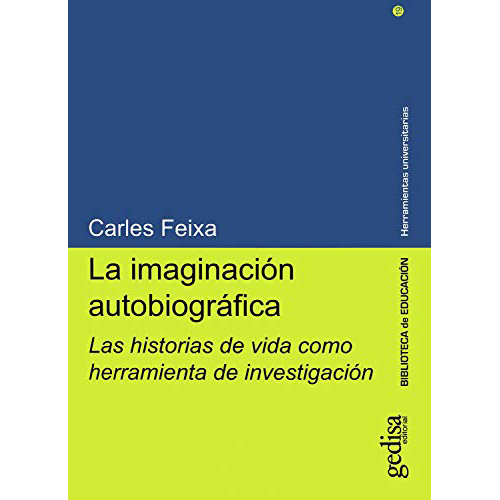 19
Herramientas universitarias
Carles Feixa
La imaginación
autobiográfica
Las historias de vida como
herramienta de investigación
BIBLIOTECA de EDUCACIÓN
gedisa
editorial